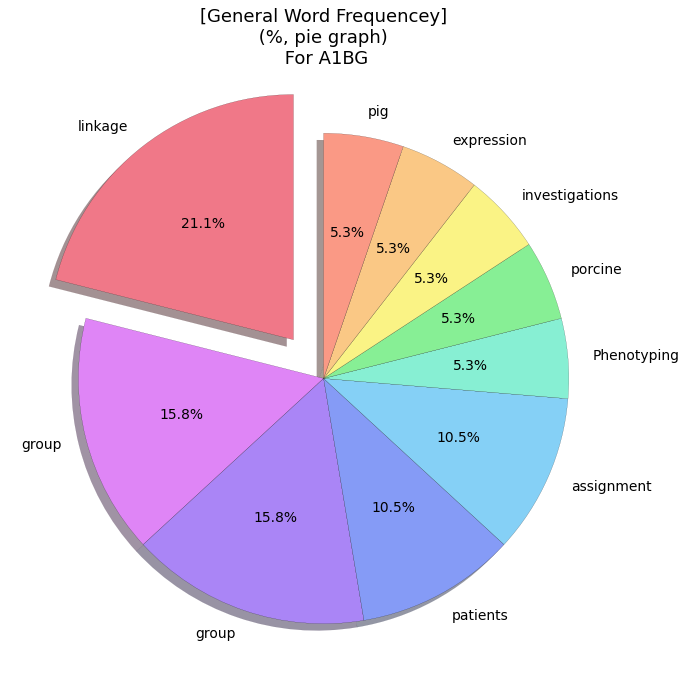 [General Word Frequencey]
(%, pie graph)
For A1BG
linkage
21.1%
pig
5.3%
expression
5.3%
investigations
5.3%
porcine
5.3%
Phenotyping
5.3%
assignment
10.5%
patients
10.5%
group
15.8%
group
15.8%